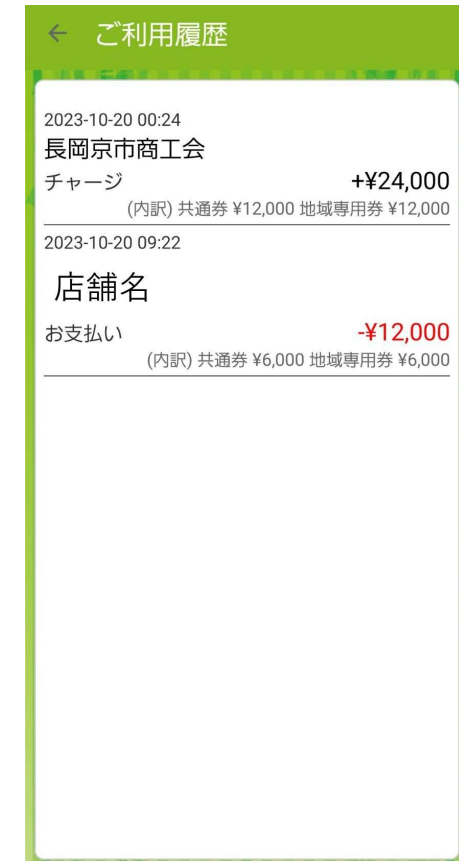 ← ご利用履歴
2023-10-20 00:24
長岡京市商工会
チャージ +¥24,000
(内訳) 共通券 ¥12,000 地域専用券 ¥12,000
2023-10-20 09:22
店舗名
お支払い -¥12,000
(内訳) 共通券 ¥6,000 地域専用券 ¥6,000